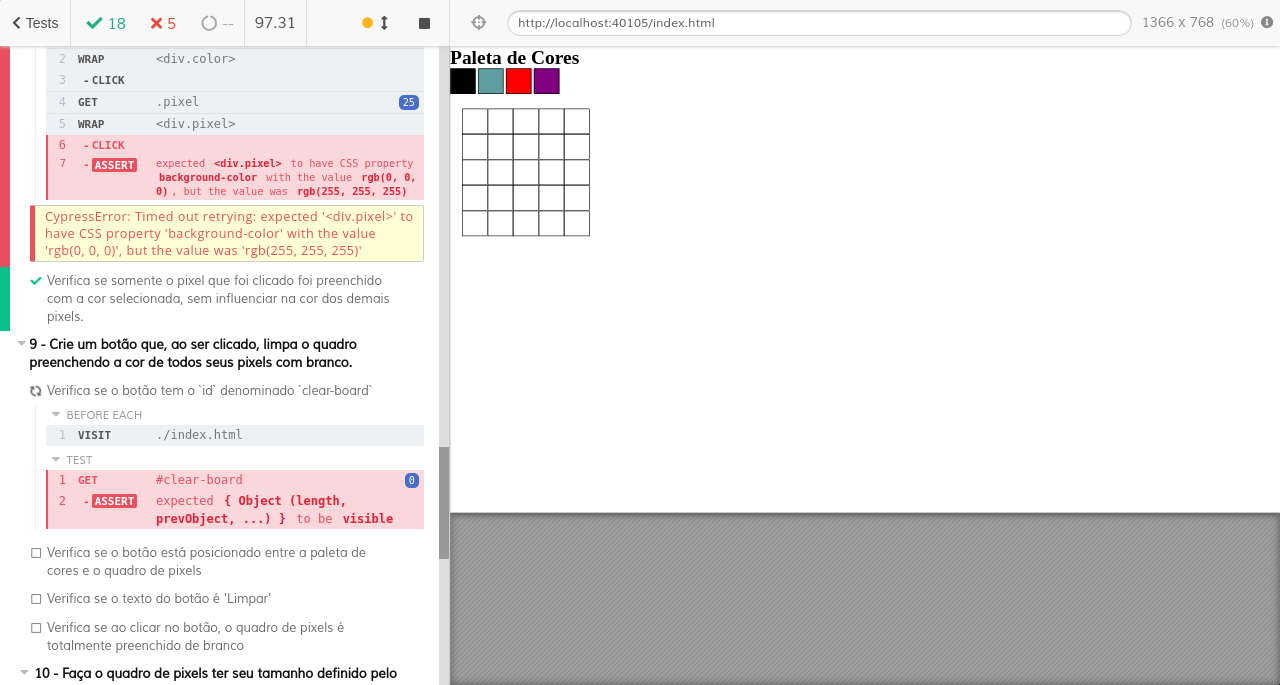 Tests
18
5
--
97.31
http://localhost:40105/index.html
1366 x 768 (60%)
2 WRAP <div.color>
3 -CLICK
4 GET .pixel 25
5 WRAP <div.pixel>
6 -CLICK
7 -ASSERT expected <div.pixel> to have CSS property
background-color with the value rgb(0, 0,
0) , but the value was rgb(255, 255, 255)
CypressError: Timed out retrying: expected '<div.pixel>' to
have CSS property 'background-color' with the value
'rgb(0, 0, 0)', but the value was 'rgb(255, 255, 255)'
Verifica se somente o pixel que foi clicado foi preenchido
com a cor selecionada, sem influenciar na cor dos demais
pixels.
9 - Crie um botão que, ao ser clicado, limpa o quadro
preenchendo a cor de todos seus pixels com branco.
Verifica se o botão tem o `id` denominado `clear-board`
BEFORE EACH
1 VISIT ./index.html
TEST
1 GET #clear-board 0
2 -ASSERT expected { Object (length,
prevObject, ...) } to be visible
Verifica se o botão está posicionado entre a paleta de
cores e o quadro de pixels
Verifica se o texto do botão é 'Limpar'
Verifica se ao clicar no botão, o quadro de pixels é
totalmente preenchido de branco
10 - Faça o quadro de pixels ter seu tamanho definido pelo
Paleta de Cores